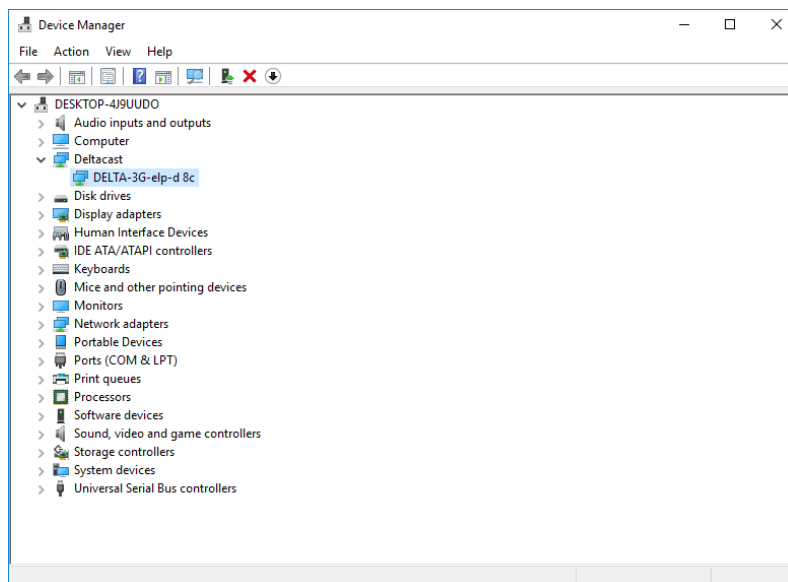 Device Manager
File Action View Help
DESKTOP-4J9UUDO
Audio inputs and outputs
Computer
Deltacast
DELTA-3G-elp-d 8c
Disk drives
Display adapters
Human Interface Devices
IDE ATA/ATAPI controllers
Keyboards
Mice and other pointing devices
Monitors
Network adapters
Portable Devices
Ports (COM & LPT)
Print queues
Processors
Software devices
Sound, video and game controllers
Storage controllers
System devices
Universal Serial Bus controllers